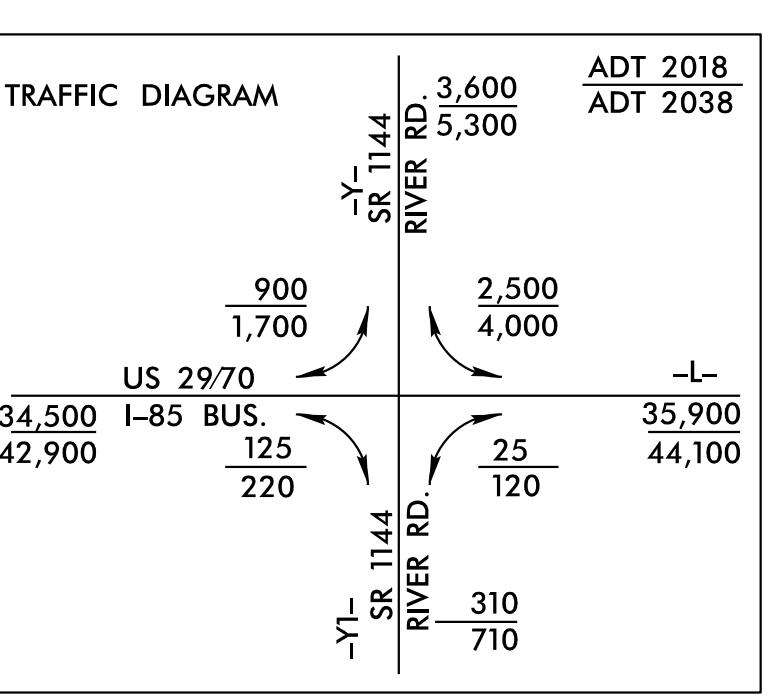 TRAFFIC DIAGRAM
ADT 2018
ADT 2038
3,600
5,300
-Y-
SR 1144
RIVER RD.
900
1,700
2,500
4,000
US 29/70
I-85 BUS.
34,500
42,900
-L-
35,900
44,100
125
220
25
120
-Y1-
SR 1144
RIVER RD.
310
710